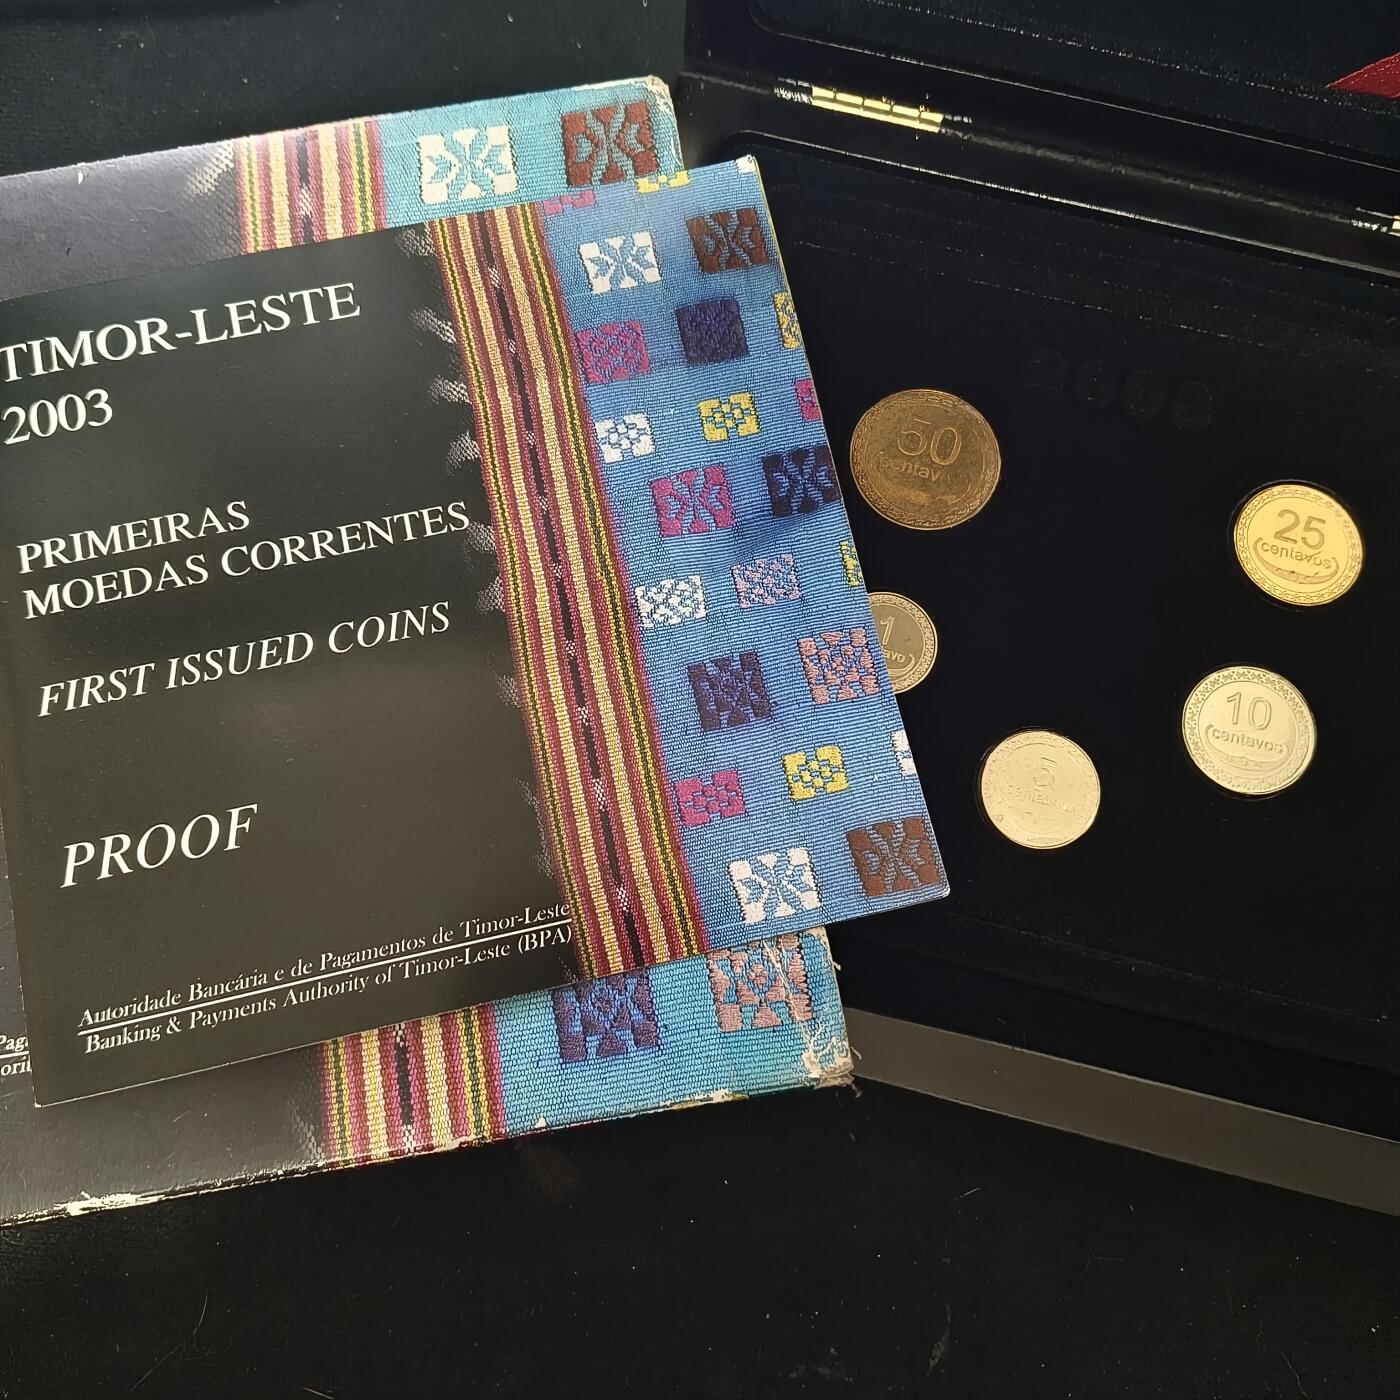 TIMOR-LESTE
2003
PRIMEIRAS
MOEDAS CORRENTES
FIRST ISSUED COINS
PROOF
Autoridade Bancária e de Pagamentos de Timor-Leste
Banking & Payments Authority of Timor-Leste (BPA)
50
centavos
25
centavos
1
10
centavos
5
centavos